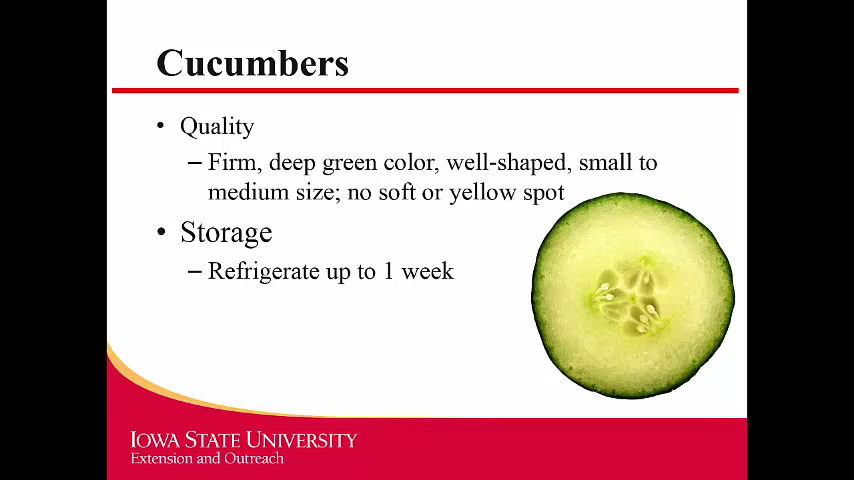 Cucumbers
• Quality
– Firm, deep green color, well-shaped, small to
medium size; no soft or yellow spot
• Storage
– Refrigerate up to 1 week
IOWA STATE UNIVERSITY
Extension and Outreach